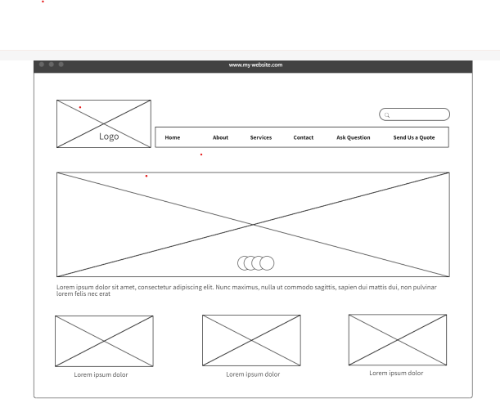 www.my-website.com
Logo
Home About Services Contact Ask Question Send Us a Quote
Lorem ipsum dolor sit amet, consectetur adipiscing elit. Nunc maximus, nulla ut commodo sagittis, sapien dui mattis dui, non pulvinar
lorem felis nec erat
Lorem ipsum dolor Lorem ipsum dolor Lorem ipsum dolor